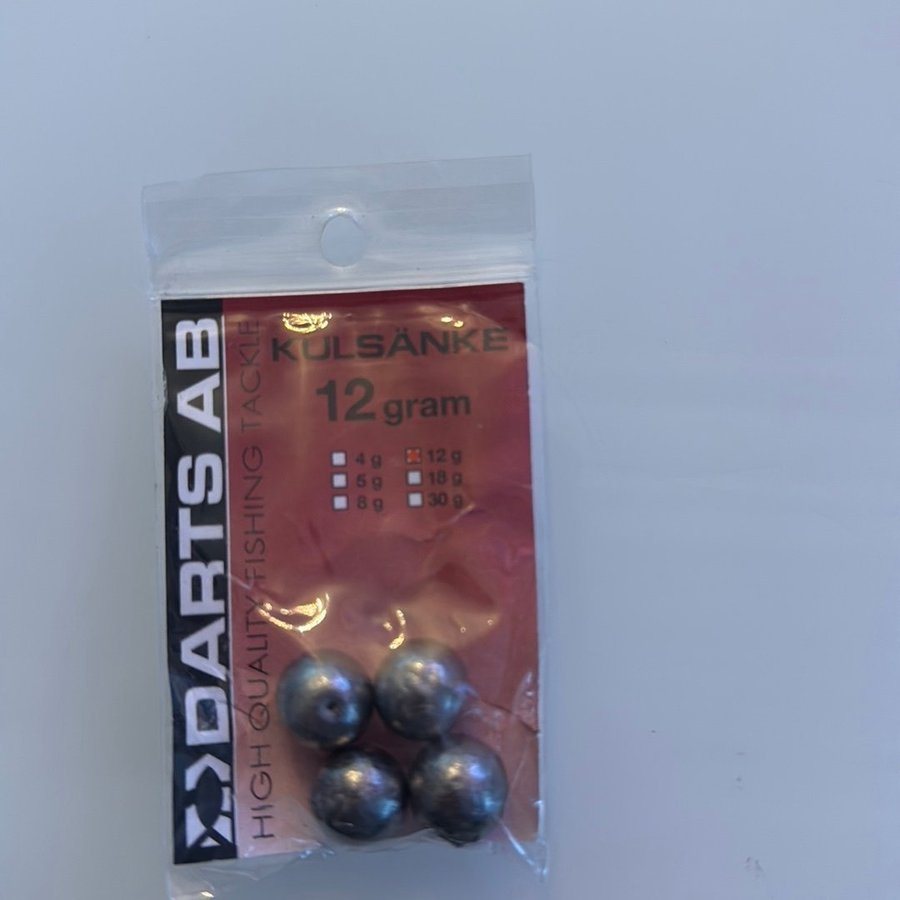 DARTS AB
HIGH QUALITY FISHING TACKLE
KULSÄNKE
12 gram
4 g 12 g
5 g 18 g
8 g 30 g